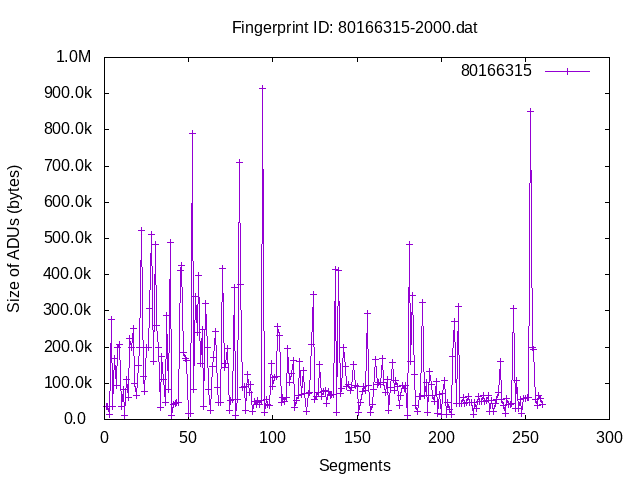 Fingerprint ID: 80166315-2000.dat
80166315
Size of ADUs (bytes)
1.0M
900.0k
800.0k
700.0k
600.0k
500.0k
400.0k
300.0k
200.0k
100.0k
0.0
0 50 100 150 200 250 300
Segments